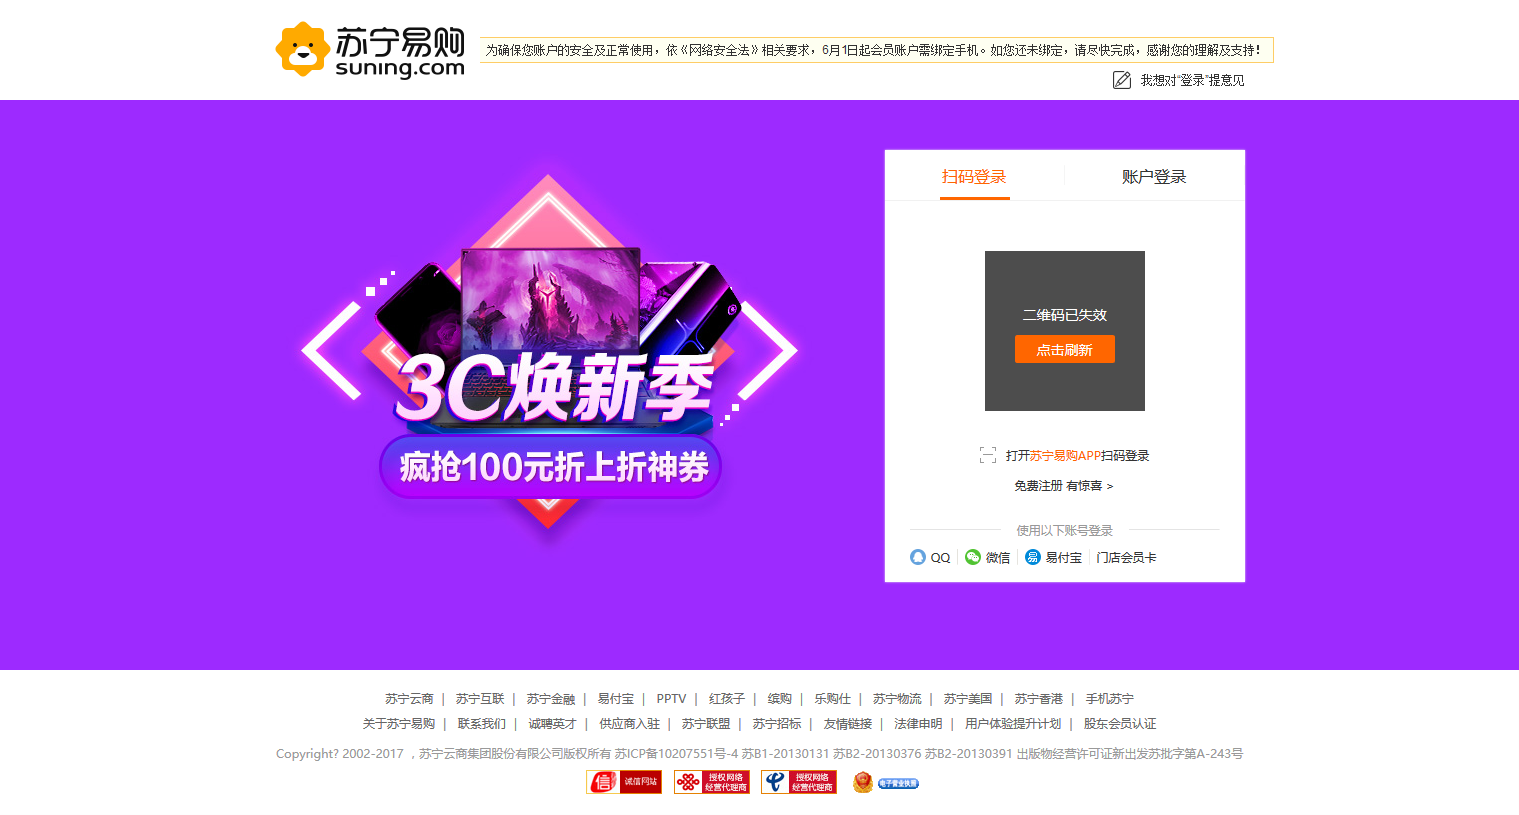 苏宁易购
suning.com
为确保您账户的安全及正常使用，依《网络安全法》相关要求，6月1日起会员账户需绑定手机。如您还未绑定，请尽快完成，感谢您的理解及支持！
我想对“登录”提意见
扫码登录 账户登录
二维码已失效
点击刷新
3C焕新季
疯抢100元折上折神券
打开苏宁易购APP扫码登录
免费注册 有惊喜 >
使用以下账号登录
QQ 微信 易 易付宝 门店会员卡
苏宁云商 | 苏宁互联 | 苏宁金融 | 易付宝 | PPTV | 红孩子 | 缤购 | 乐购仕 | 苏宁物流 | 苏宁美国 | 苏宁香港 | 手机苏宁
关于苏宁易购 | 联系我们 | 诚聘英才 | 供应商入驻 | 苏宁联盟 | 苏宁招标 | 友情链接 | 法律申明 | 用户体验提升计划 | 股东会员认证
Copyright? 2002-2017 ，苏宁云商集团股份有限公司版权所有 苏ICP备10207551号-4 苏B1-20130131 苏B2-20130376 苏B2-20130391 出版物经营许可证新出发苏批字第A-243号
信 诚信网站 授权网络 经营代理商 授权网络 经营代理商 电子营业执照